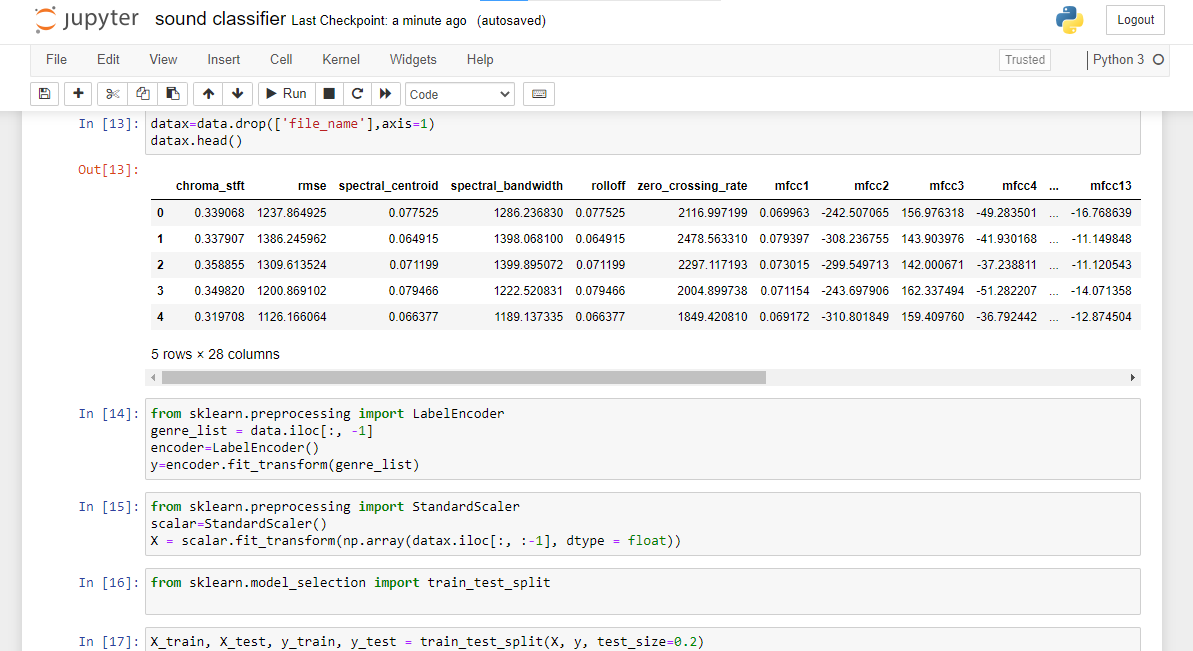 jupyter sound classifier Last Checkpoint: a minute ago (autosaved) Logout
File Edit View Insert Cell Kernel Widgets Help Trusted Python 3
Run Code
In [13]: datax=data.drop(['file_name'],axis=1)
datax.head()
Out[13]:
chroma_stft rmse spectral_centroid spectral_bandwidth rolloff zero_crossing_rate mfcc1 mfcc2 mfcc3 mfcc4 ... mfcc13
0 0.339068 1237.864925 0.077525 1286.236830 0.077525 2116.997199 0.069963 -242.507065 156.976318 -49.283501 ... -16.768639
1 0.337907 1386.245962 0.064915 1398.068100 0.064915 2478.563310 0.079397 -308.236755 143.903976 -41.930168 ... -11.149848
2 0.358855 1309.613524 0.071199 1399.895072 0.071199 2297.117193 0.073015 -299.549713 142.000671 -37.238811 ... -11.120543
3 0.349820 1200.869102 0.079466 1222.520831 0.079466 2004.899738 0.071154 -243.697906 162.337494 -51.282207 ... -14.071358
4 0.319708 1126.166064 0.066377 1189.137335 0.066377 1849.420810 0.069172 -310.801849 159.409760 -36.792442 ... -12.874504
5 rows × 28 columns
In [14]: from sklearn.preprocessing import LabelEncoder
genre_list = data.iloc[:, -1]
encoder=LabelEncoder()
y=encoder.fit_transform(genre_list)
In [15]: from sklearn.preprocessing import StandardScaler
scalar=StandardScaler()
X = scalar.fit_transform(np.array(datax.iloc[:, :-1], dtype = float))
In [16]: from sklearn.model_selection import train_test_split
In [17]: X_train, X_test, y_train, y_test = train_test_split(X, y, test_size=0.2)